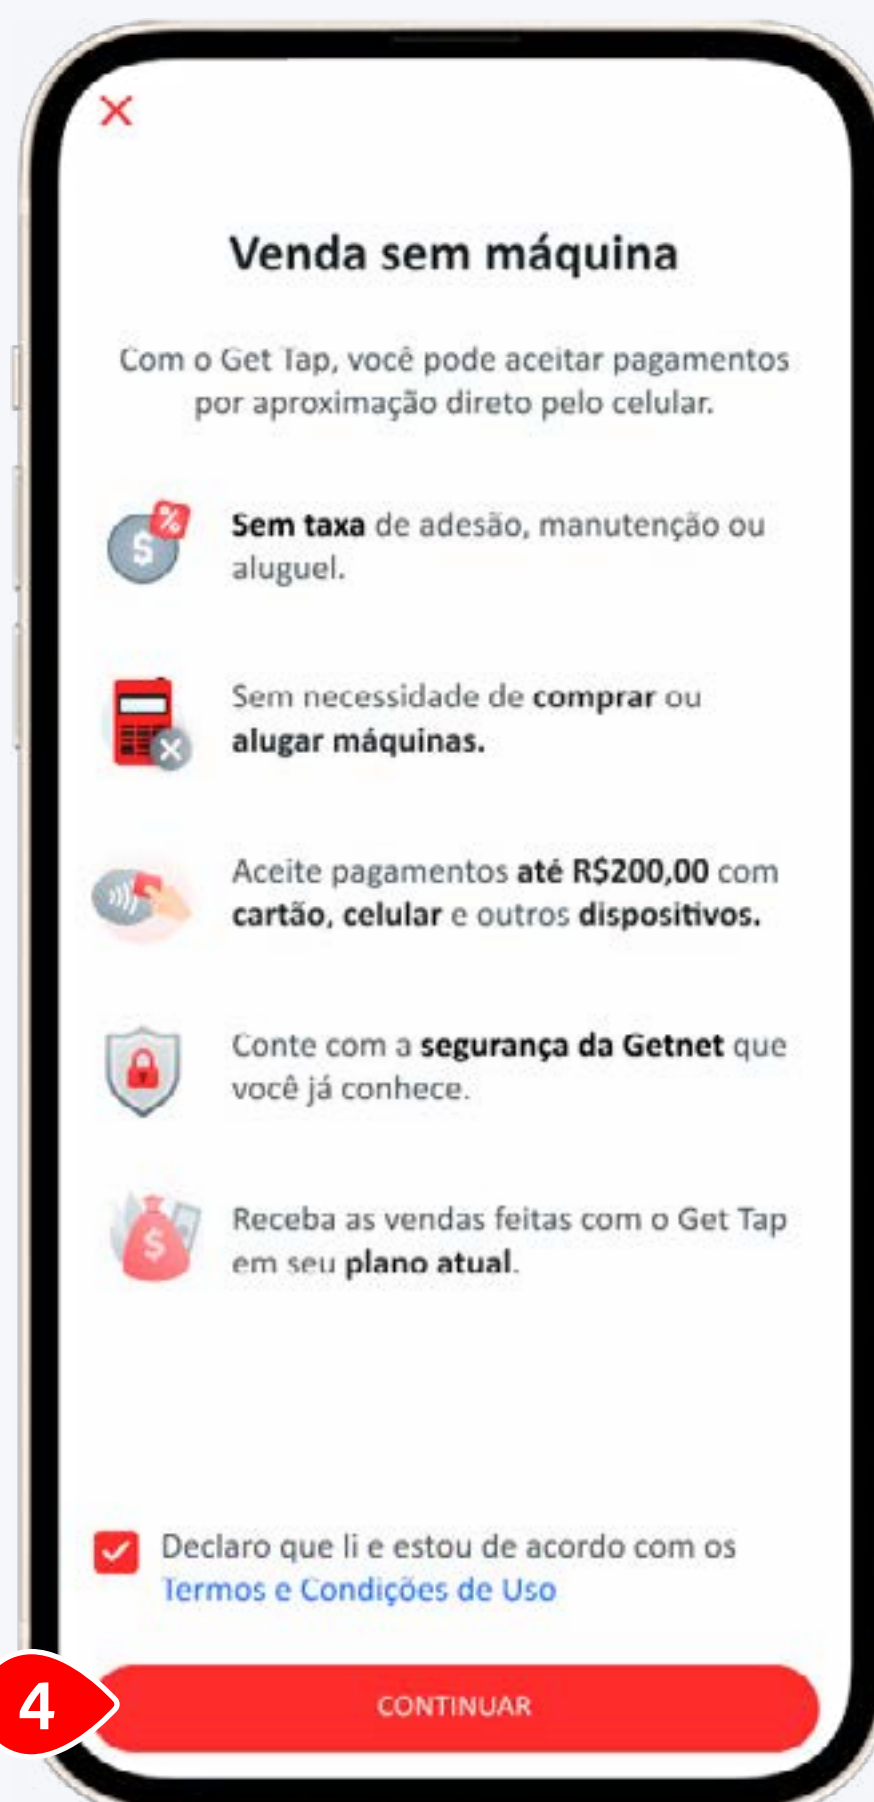 Venda sem máquina
Com o Get Tap, você pode aceitar pagamentos
por aproximação direto pelo celular.
%
$
Sem taxa de adesão, manutenção ou
aluguel.
Sem necessidade de comprar ou
alugar máquinas.
Aceite pagamentos até R$200,00 com
cartão, celular e outros dispositivos.
Conte com a segurança da Getnet que
você já conhece.
$
Receba as vendas feitas com o Get Tap
em seu plano atual.
Declaro que li e estou de acordo com os
Termos e Condições de Uso
4
CONTINUAR